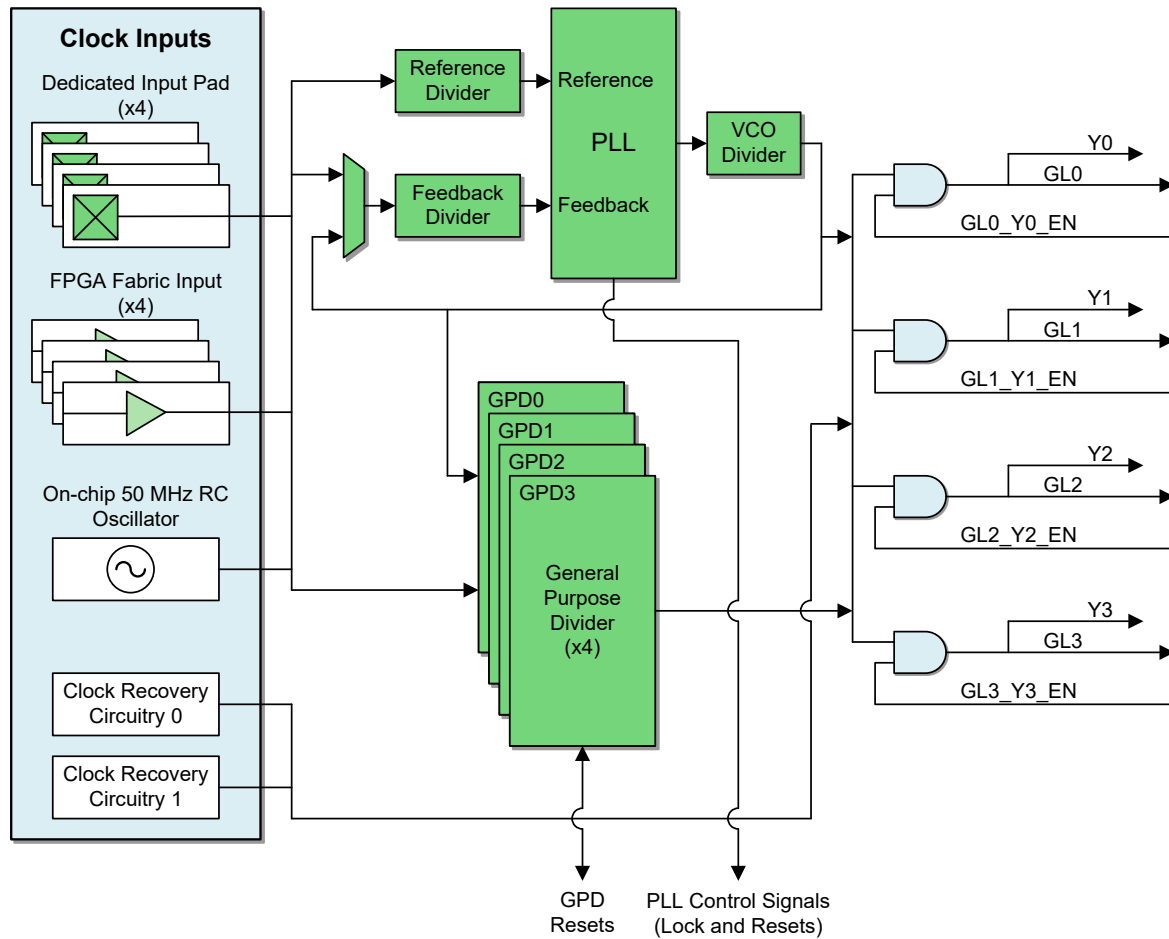 Clock Inputs
Dedicated Input Pad
(x4)
FPGA Fabric Input
(x4)
On-chip 50 MHz RC
Oscillator
Clock Recovery
Circuitry 0
Clock Recovery
Circuitry 1
Reference
Divider
Feedback
Divider
Reference
PLL
Feedback
VCO
Divider
GPD0
GPD1
GPD2
GPD3
General
Purpose
Divider
(x4)
GPD
Resets
PLL Control Signals
(Lock and Resets)
Y0
GL0
GL0_Y0_EN
Y1
GL1
GL1_Y1_EN
Y2
GL2
GL2_Y2_EN
Y3
GL3
GL3_Y3_EN